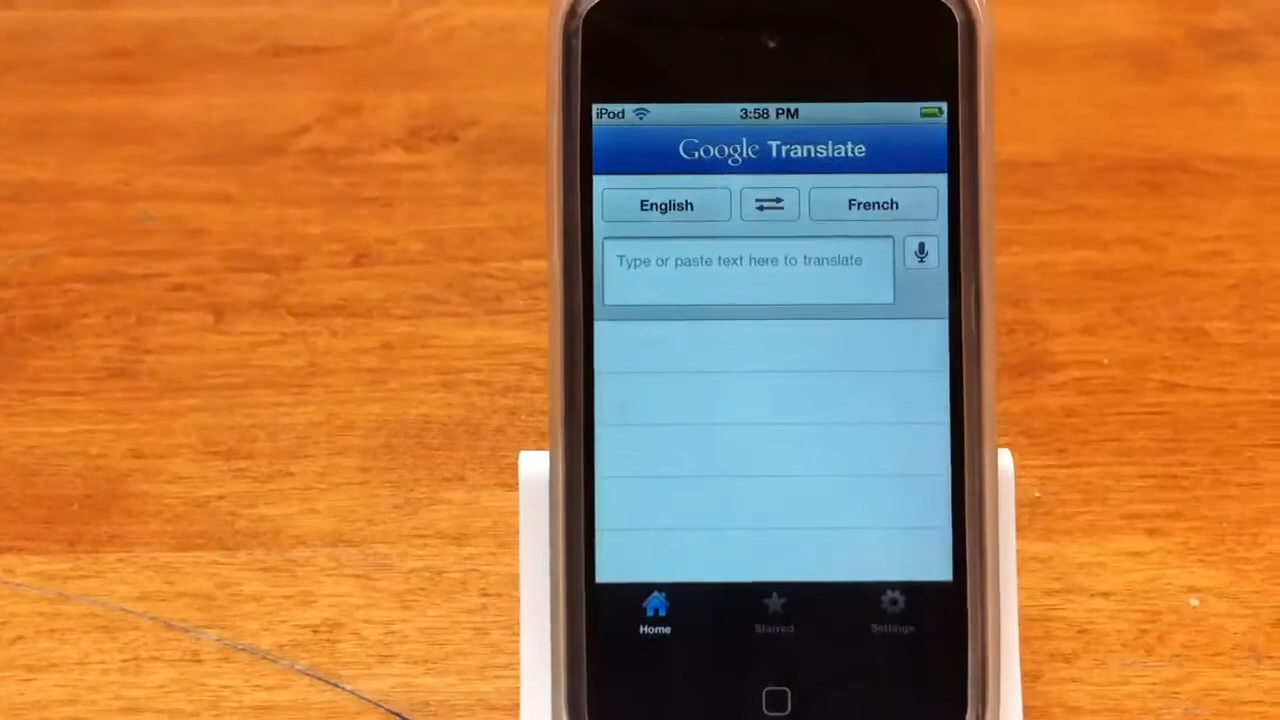 iPod 3:58 PM
Google Translate
English French
Type or paste text here to translate
Home Starred Settings